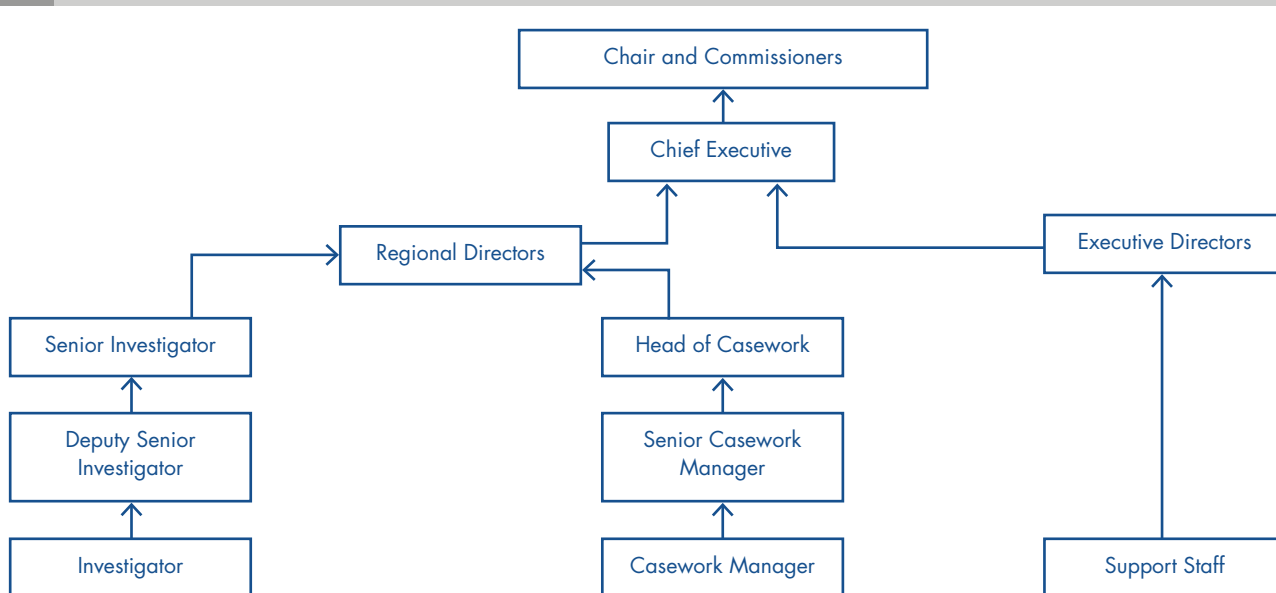 Chair and Commissioners
Chief Executive
Regional Directors
Executive Directors
Senior Investigator
Head of Casework
Deputy Senior
Investigator
Senior Casework
Manager
Investigator
Casework Manager
Support Staff